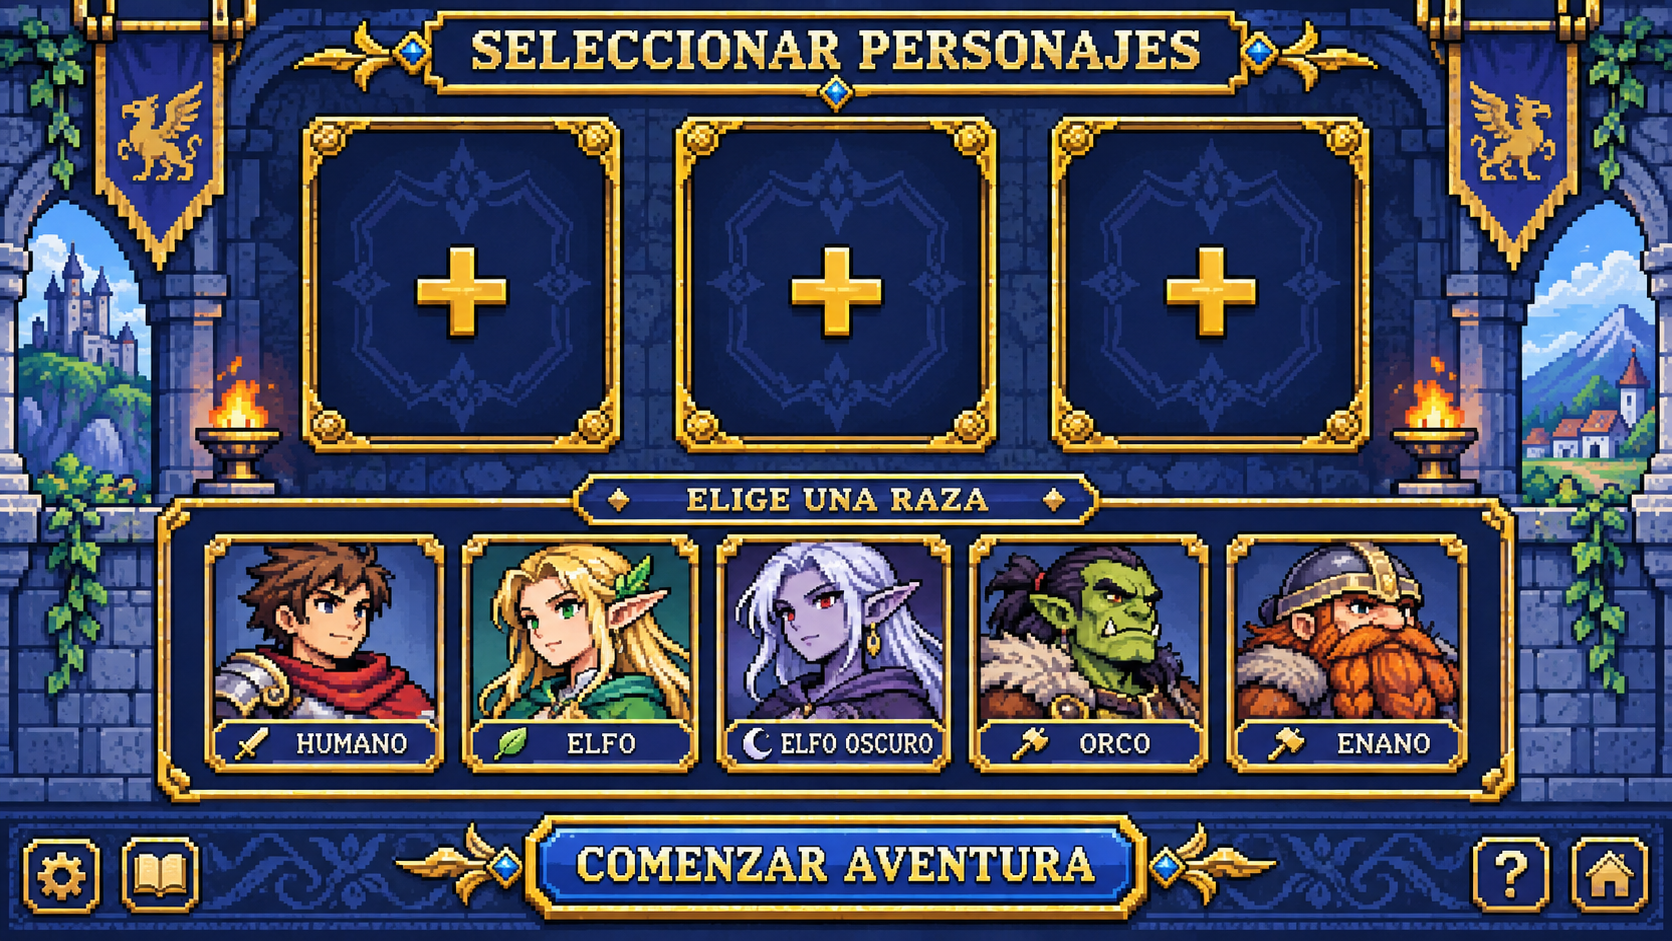 SELECCIONAR PERSONAJES
ELIGE UNA RAZA
HUMANO
ELFO
ELFO OSCURO
ORCO
ENANO
COMENZAR AVENTURA
?